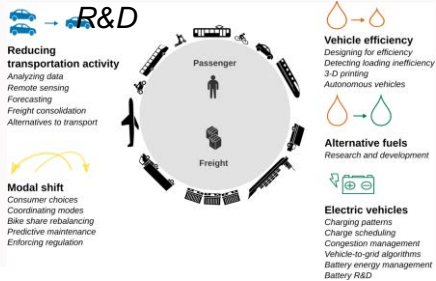 R&D
Reducing
transportation activity
Analyzing data
Remote sensing
Forecasting
Freight consolidation
Alternatives to transport
Modal shift
Consumer choices
Coordinating modes
Bike share rebalancing
Predictive maintenance
Enforcing regulation
Passenger
Freight
Vehicle efficiency
Designing for efficiency
Detecting loading inefficiency
3-D printing
Autonomous vehicles
Alternative fuels
Research and development
Electric vehicles
Charging patterns
Charge scheduling
Congestion management
Vehicle-to-grid algorithms
Battery energy management
Battery R&D